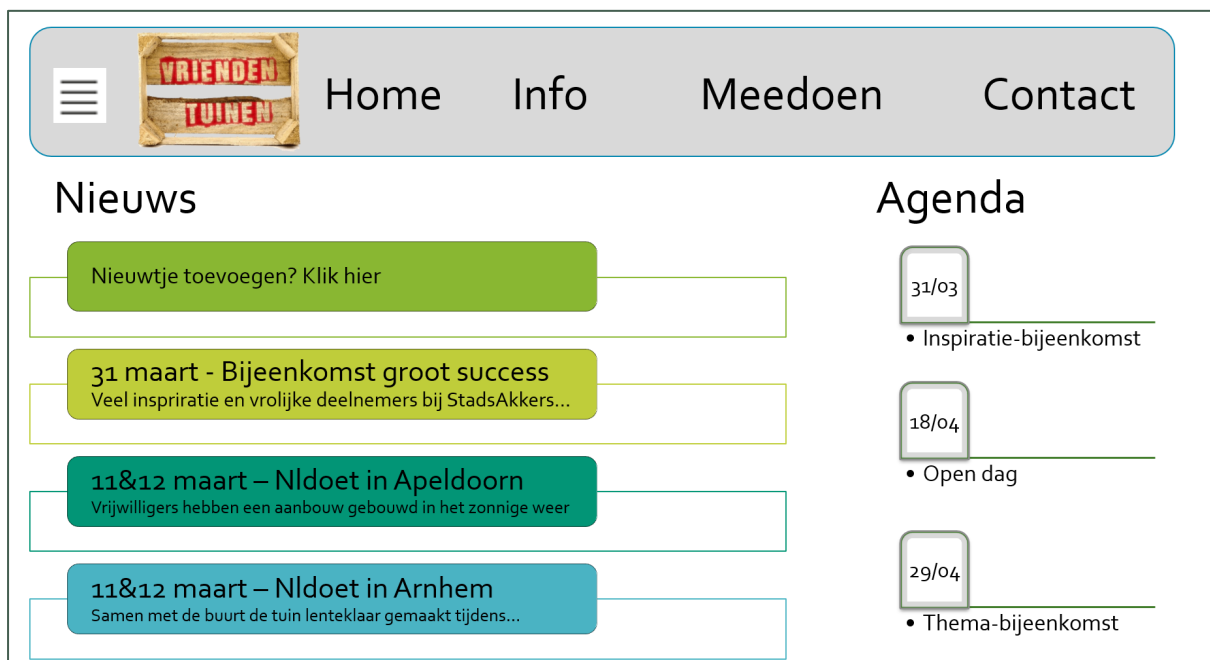 VRIENDEN
TUINEN
Home Info Meedoen Contact
Nieuws
Nieuwtje toevoegen? Klik hier
31 maart - Bijeenkomst groot success
Veel inspriratie en vrolijke deelnemers bij StadsAkkers...
11&12 maart – Nldoet in Apeldoorn
Vrijwilligers hebben een aanbouw gebouwd in het zonnige weer
11&12 maart – Nldoet in Arnhem
Samen met de buurt de tuin lenteklaar gemaakt tijdens...
Agenda
31/03
• Inspiratie-bijeenkomst
18/04
• Open dag
29/04
• Thema-bijeenkomst